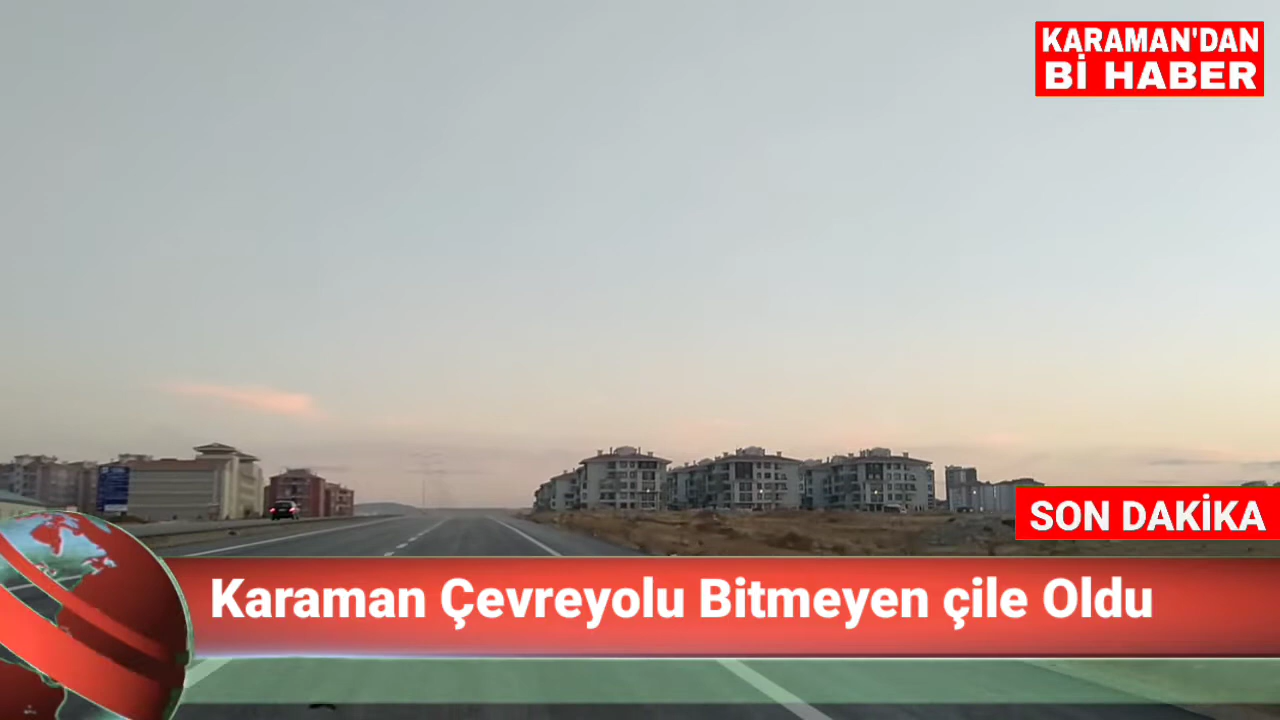 KARAMAN'DAN
Bİ HABER
SON DAKİKA
Karaman Çevreyolu Bitmeyen çile Oldu